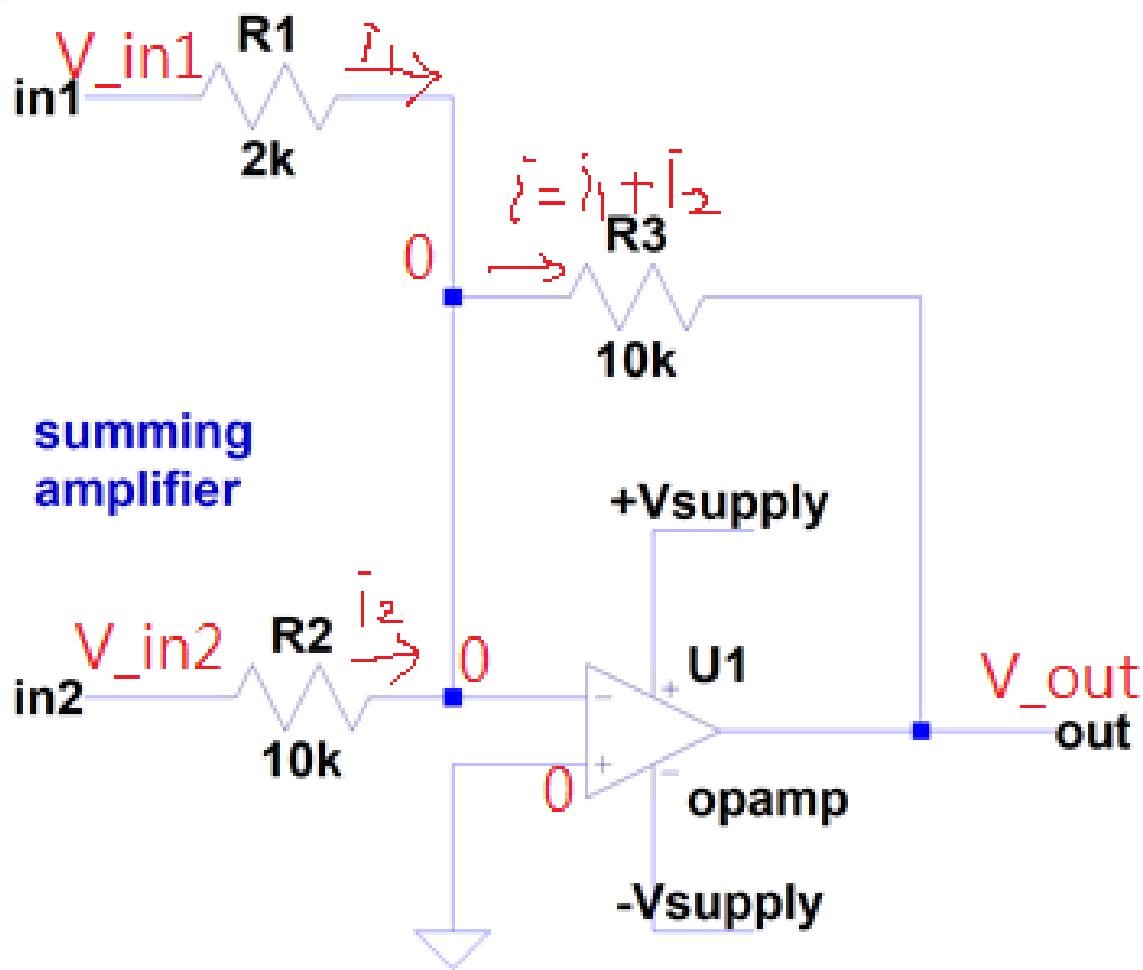 V_in1
R1
i1
in1
2k
i=i1+i2
R3
0
10k
summing
amplifier
+Vsupply
i2
V_in2
R2
0
U1
V_out
in2
-
+
out
10k
+
0
-
opamp
-Vsupply